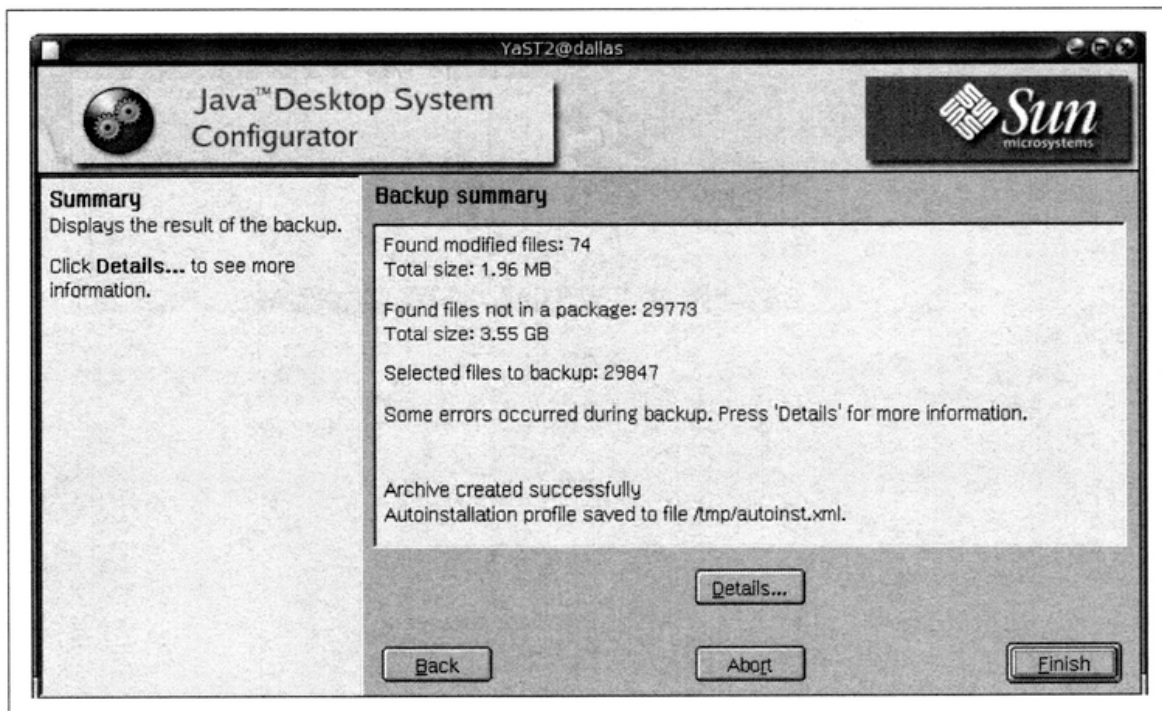 YaST2@dallas
Java™ Desktop System
Configurator
Sun
microsystems
Summary
Displays the result of the backup.
Click Details... to see more
information.
Backup summary
Found modified files: 74
Total size: 1.96 MB
Found files not in a package: 29773
Total size: 3.55 GB
Selected files to backup: 29847
Some errors occurred during backup. Press 'Details' for more information.
Archive created successfully
Autoinstallation profile saved to file /tmp/autoinst.xml.
Details...
Back
Abort
Finish